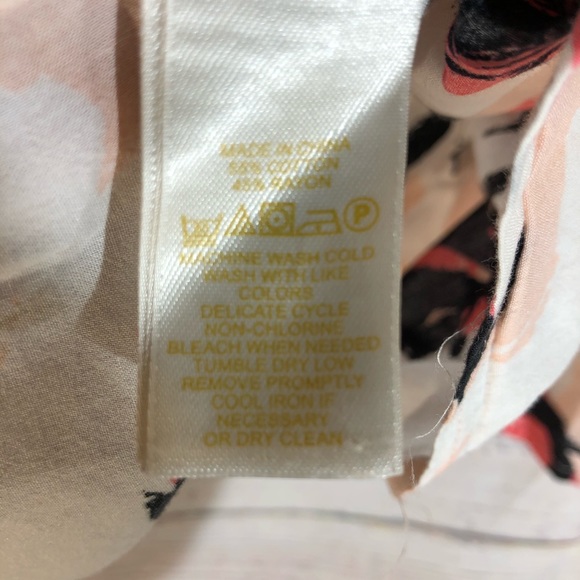 MADE IN CHINA
55% COTTON
45% RAYON
P
MACHINE WASH COLD
WASH WITH LIKE
COLORS
DELICATE CYCLE
NON-CHLORINE
BLEACH WHEN NEEDED
TUMBLE DRY LOW
REMOVE PROMPTLY
COOL IRON IF
NECESSARY
OR DRY CLEAN